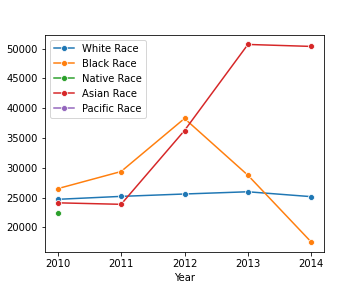 White Race
Black Race
Native Race
Asian Race
Pacific Race
50000
45000
40000
35000
30000
25000
20000
2010 2011 2012 2013 2014
Year